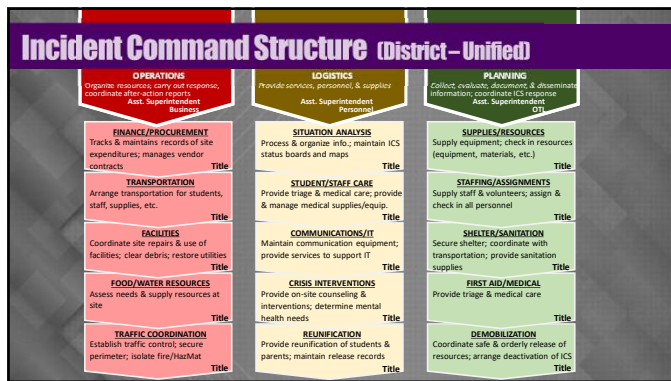 Incident Command Structure (District – Unified)
OPERATIONS
Organize resources; carry out response,
coordinate after-action reports
Asst. Superintendent
Business
FINANCE/PROCUREMENT
Tracks & maintains records of site
expenditures; manages vendor
contracts
Title
TRANSPORTATION
Arrange transportation for students,
staff, supplies, etc.
Title
FACILITIES
Coordinate site repairs & use of
facilities; clear debris; restore utilities
Title
FOOD/WATER RESOURCES
Assess needs & supply resources at
site
Title
TRAFFIC COORDINATION
Establish traffic control; secure
perimeter; isolate fire/HazMat
Title
LOGISTICS
Provide services, personnel, & supplies
Asst. Superintendent
Personnel
SITUATION ANALYSIS
Process & organize info.; maintain ICS
status boards and maps
Title
STUDENT/STAFF CARE
Provide triage & medical care; provide
& manage medical supplies/equip.
Title
COMMUNICATIONS/IT
Maintain communication equipment;
provide services to support IT
Title
CRISIS INTERVENTIONS
Provide on-site counseling &
interventions; determine mental
health needs
Title
REUNIFICATION
Provide reunification of students &
parents; maintain release records
Title
PLANNING
Collect, evaluate, document, & disseminate
information; coordinate ICS response
Asst. Superintendent
OTL
SUPPLIES/RESOURCES
Supply equipment; check in resources
(equipment, materials, etc.)
Title
STAFFING/ASSIGNMENTS
Supply staff & volunteers; assign &
check in all personnel
Title
SHELTER/SANITATION
Secure shelter; coordinate with
transportation; provide sanitation
supplies
Title
FIRST AID/MEDICAL
Provide triage & medical care
Title
DEMOBILIZATION
Coordinate safe & orderly release of
resources; arrange deactivation of ICS
Title